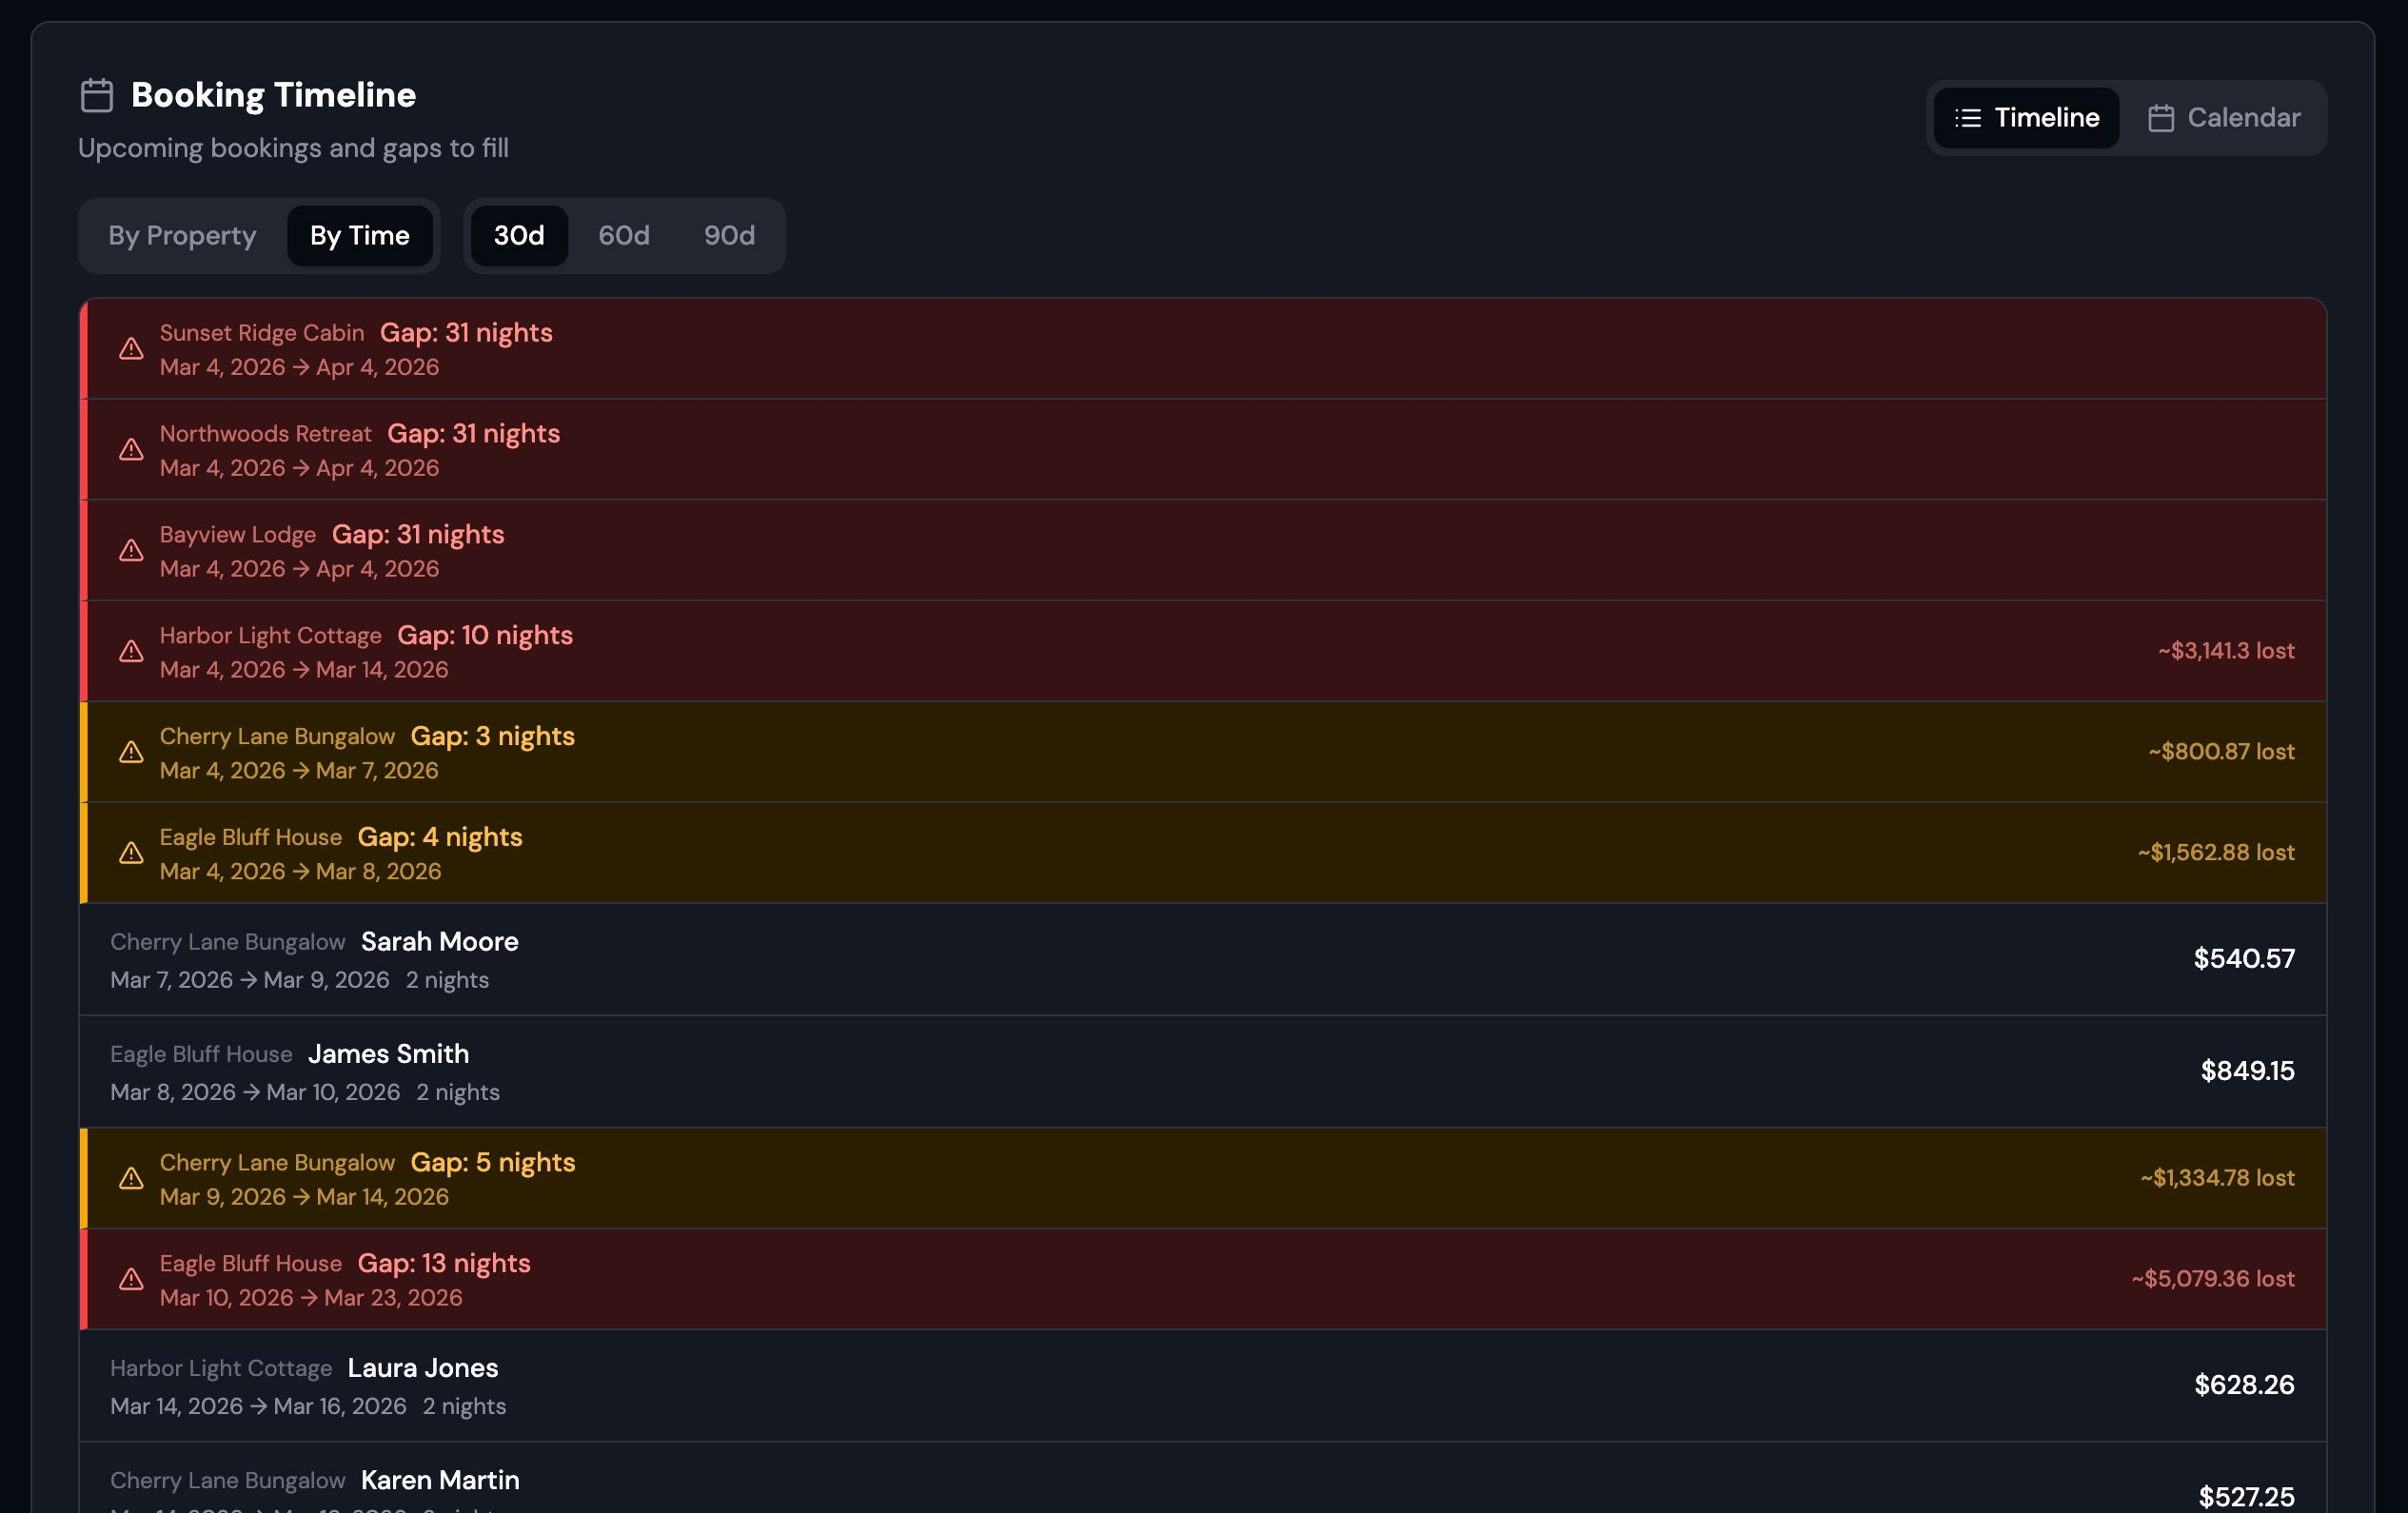 Booking Timeline
Upcoming bookings and gaps to fill
Timeline
Calendar
By Property
By Time
30d
60d
90d
Sunset Ridge Cabin Gap: 31 nights
Mar 4, 2026 → Apr 4, 2026
Northwoods Retreat Gap: 31 nights
Mar 4, 2026 → Apr 4, 2026
Bayview Lodge Gap: 31 nights
Mar 4, 2026 → Apr 4, 2026
Harbor Light Cottage Gap: 10 nights
Mar 4, 2026 → Mar 14, 2026
~$3,141.3 lost
Cherry Lane Bungalow Gap: 3 nights
Mar 4, 2026 → Mar 7, 2026
~$800.87 lost
Eagle Bluff House Gap: 4 nights
Mar 4, 2026 → Mar 8, 2026
~$1,562.88 lost
Cherry Lane Bungalow Sarah Moore
Mar 7, 2026 → Mar 9, 2026 2 nights
$540.57
Eagle Bluff House James Smith
Mar 8, 2026 → Mar 10, 2026 2 nights
$849.15
Cherry Lane Bungalow Gap: 5 nights
Mar 9, 2026 → Mar 14, 2026
~$1,334.78 lost
Eagle Bluff House Gap: 13 nights
Mar 10, 2026 → Mar 23, 2026
~$5,079.36 lost
Harbor Light Cottage Laura Jones
Mar 14, 2026 → Mar 16, 2026 2 nights
$628.26
Cherry Lane Bungalow Karen Martin
$527.25